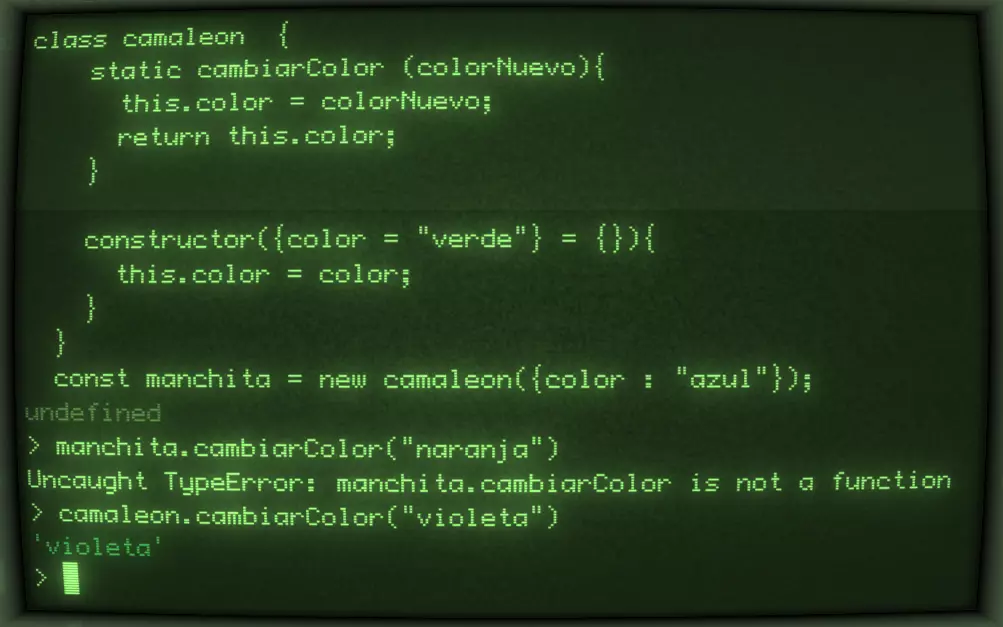 class camaleon {
static cambiarColor (colorNuevo){
this.color = colorNuevo;
return this.color;
}
constructor({color = "verde"} = {}){
this.color = color;
}
}
const manchita = new camaleon({color : "azul"});
undefined
> manchita.cambiarColor("naranja")
Uncaught TypeError: manchita.cambiarColor is not a function
> camaleon.cambiarColor("violeta")
'violeta'
>